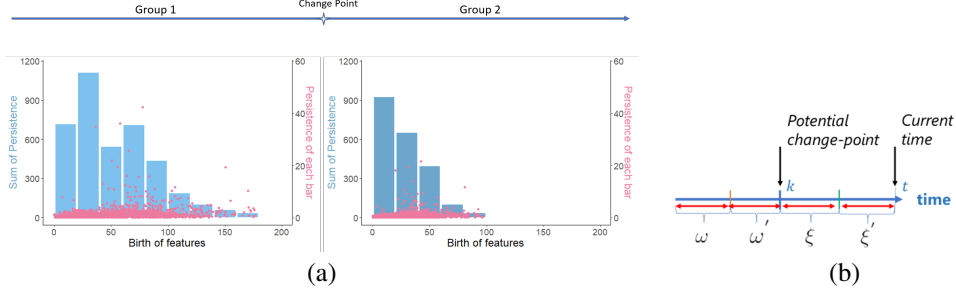 Group 1
Change Point
Group 2
1200
900
600
300
0
Sum of Persistence
60
40
20
0
Persistence of each bar
0
50
100
150
200
Birth of features
1200
900
600
300
0
Sum of Persistence
60
40
20
0
Persistence of each bar
0
50
100
150
200
Birth of features
(a)
Potential
change-point
Current
time
k
t
time
ω
ω′
ξ
ξ′
(b)